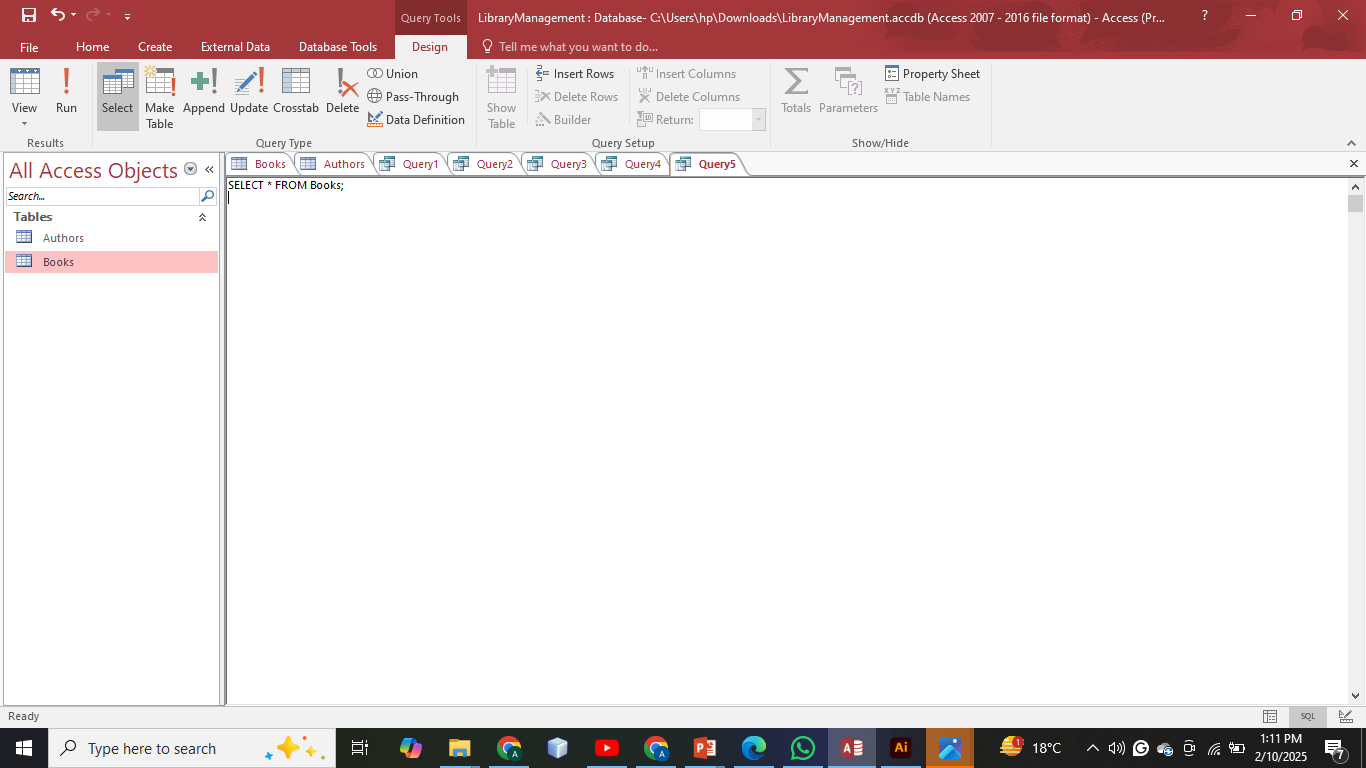 Query Tools
LibraryManagement : Database- C:\Users\hp\Downloads\LibraryManagement.accdb (Access 2007 - 2016 file format) - Access (Pr...
?
File
Home
Create
External Data
Database Tools
Design
Tell me what you want to do...
View
Run
Results
Select
Make Table
Append
Update
Crosstab
Delete
Union
Pass-Through
Data Definition
Query Type
Show Table
Insert Rows
Delete Rows
Builder
Insert Columns
Delete Columns
Return:
Query Setup
Totals
Parameters
Property Sheet
Table Names
Show/Hide
All Access Objects
Search...
Tables
Authors
Books
Books
Authors
Query1
Query2
Query3
Query4
Query5
SELECT * FROM Books;
Ready
SQL
Type here to search
Ai
1
18°C
1:11 PM
2/10/2025
7